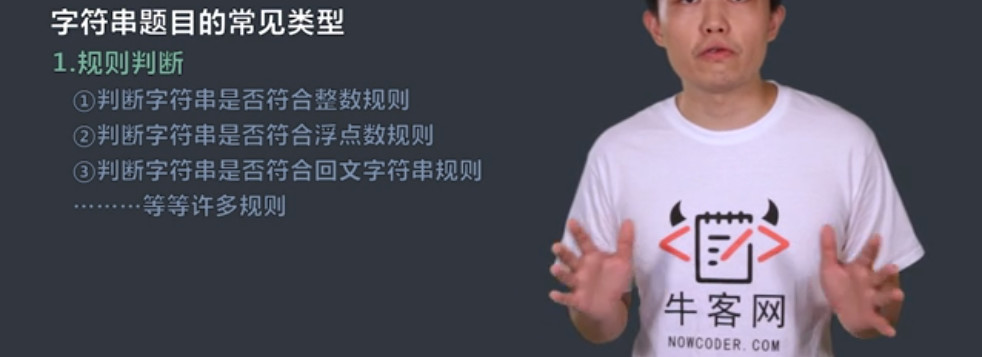 字符串题目的常见类型
1.规则判断
①判断字符串是否符合整数规则
②判断字符串是否符合浮点数规则
③判断字符串是否符合回文字符串规则
………等等许多规则
牛客网
NOWCODER.COM